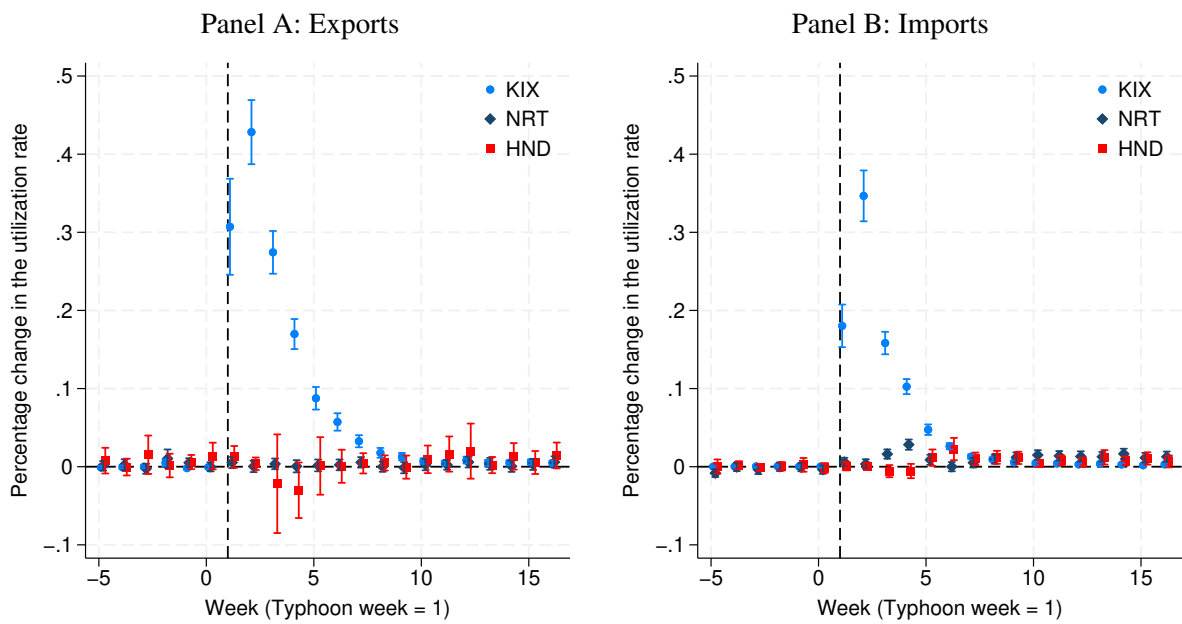 Panel A: Exports
Percentage change in the utilization rate
.5
.4
.3
.2
.1
0
−.1
−5
0
5
10
15
Week (Typhoon week = 1)
KIX
NRT
HND
Panel B: Imports
Percentage change in the utilization rate
.5
.4
.3
.2
.1
0
−.1
−5
0
5
10
15
Week (Typhoon week = 1)
KIX
NRT
HND